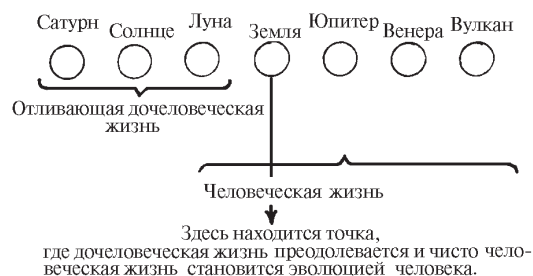 Сатурн Солнце Луна Земля Юпитер Венера Вулкан
Отливающая дочеловеческая
жизнь
Человеческая жизнь
Здесь находится точка,
где дочеловеческая жизнь преодолевается и чисто чело-
веческая жизнь становится эволюцией человека.